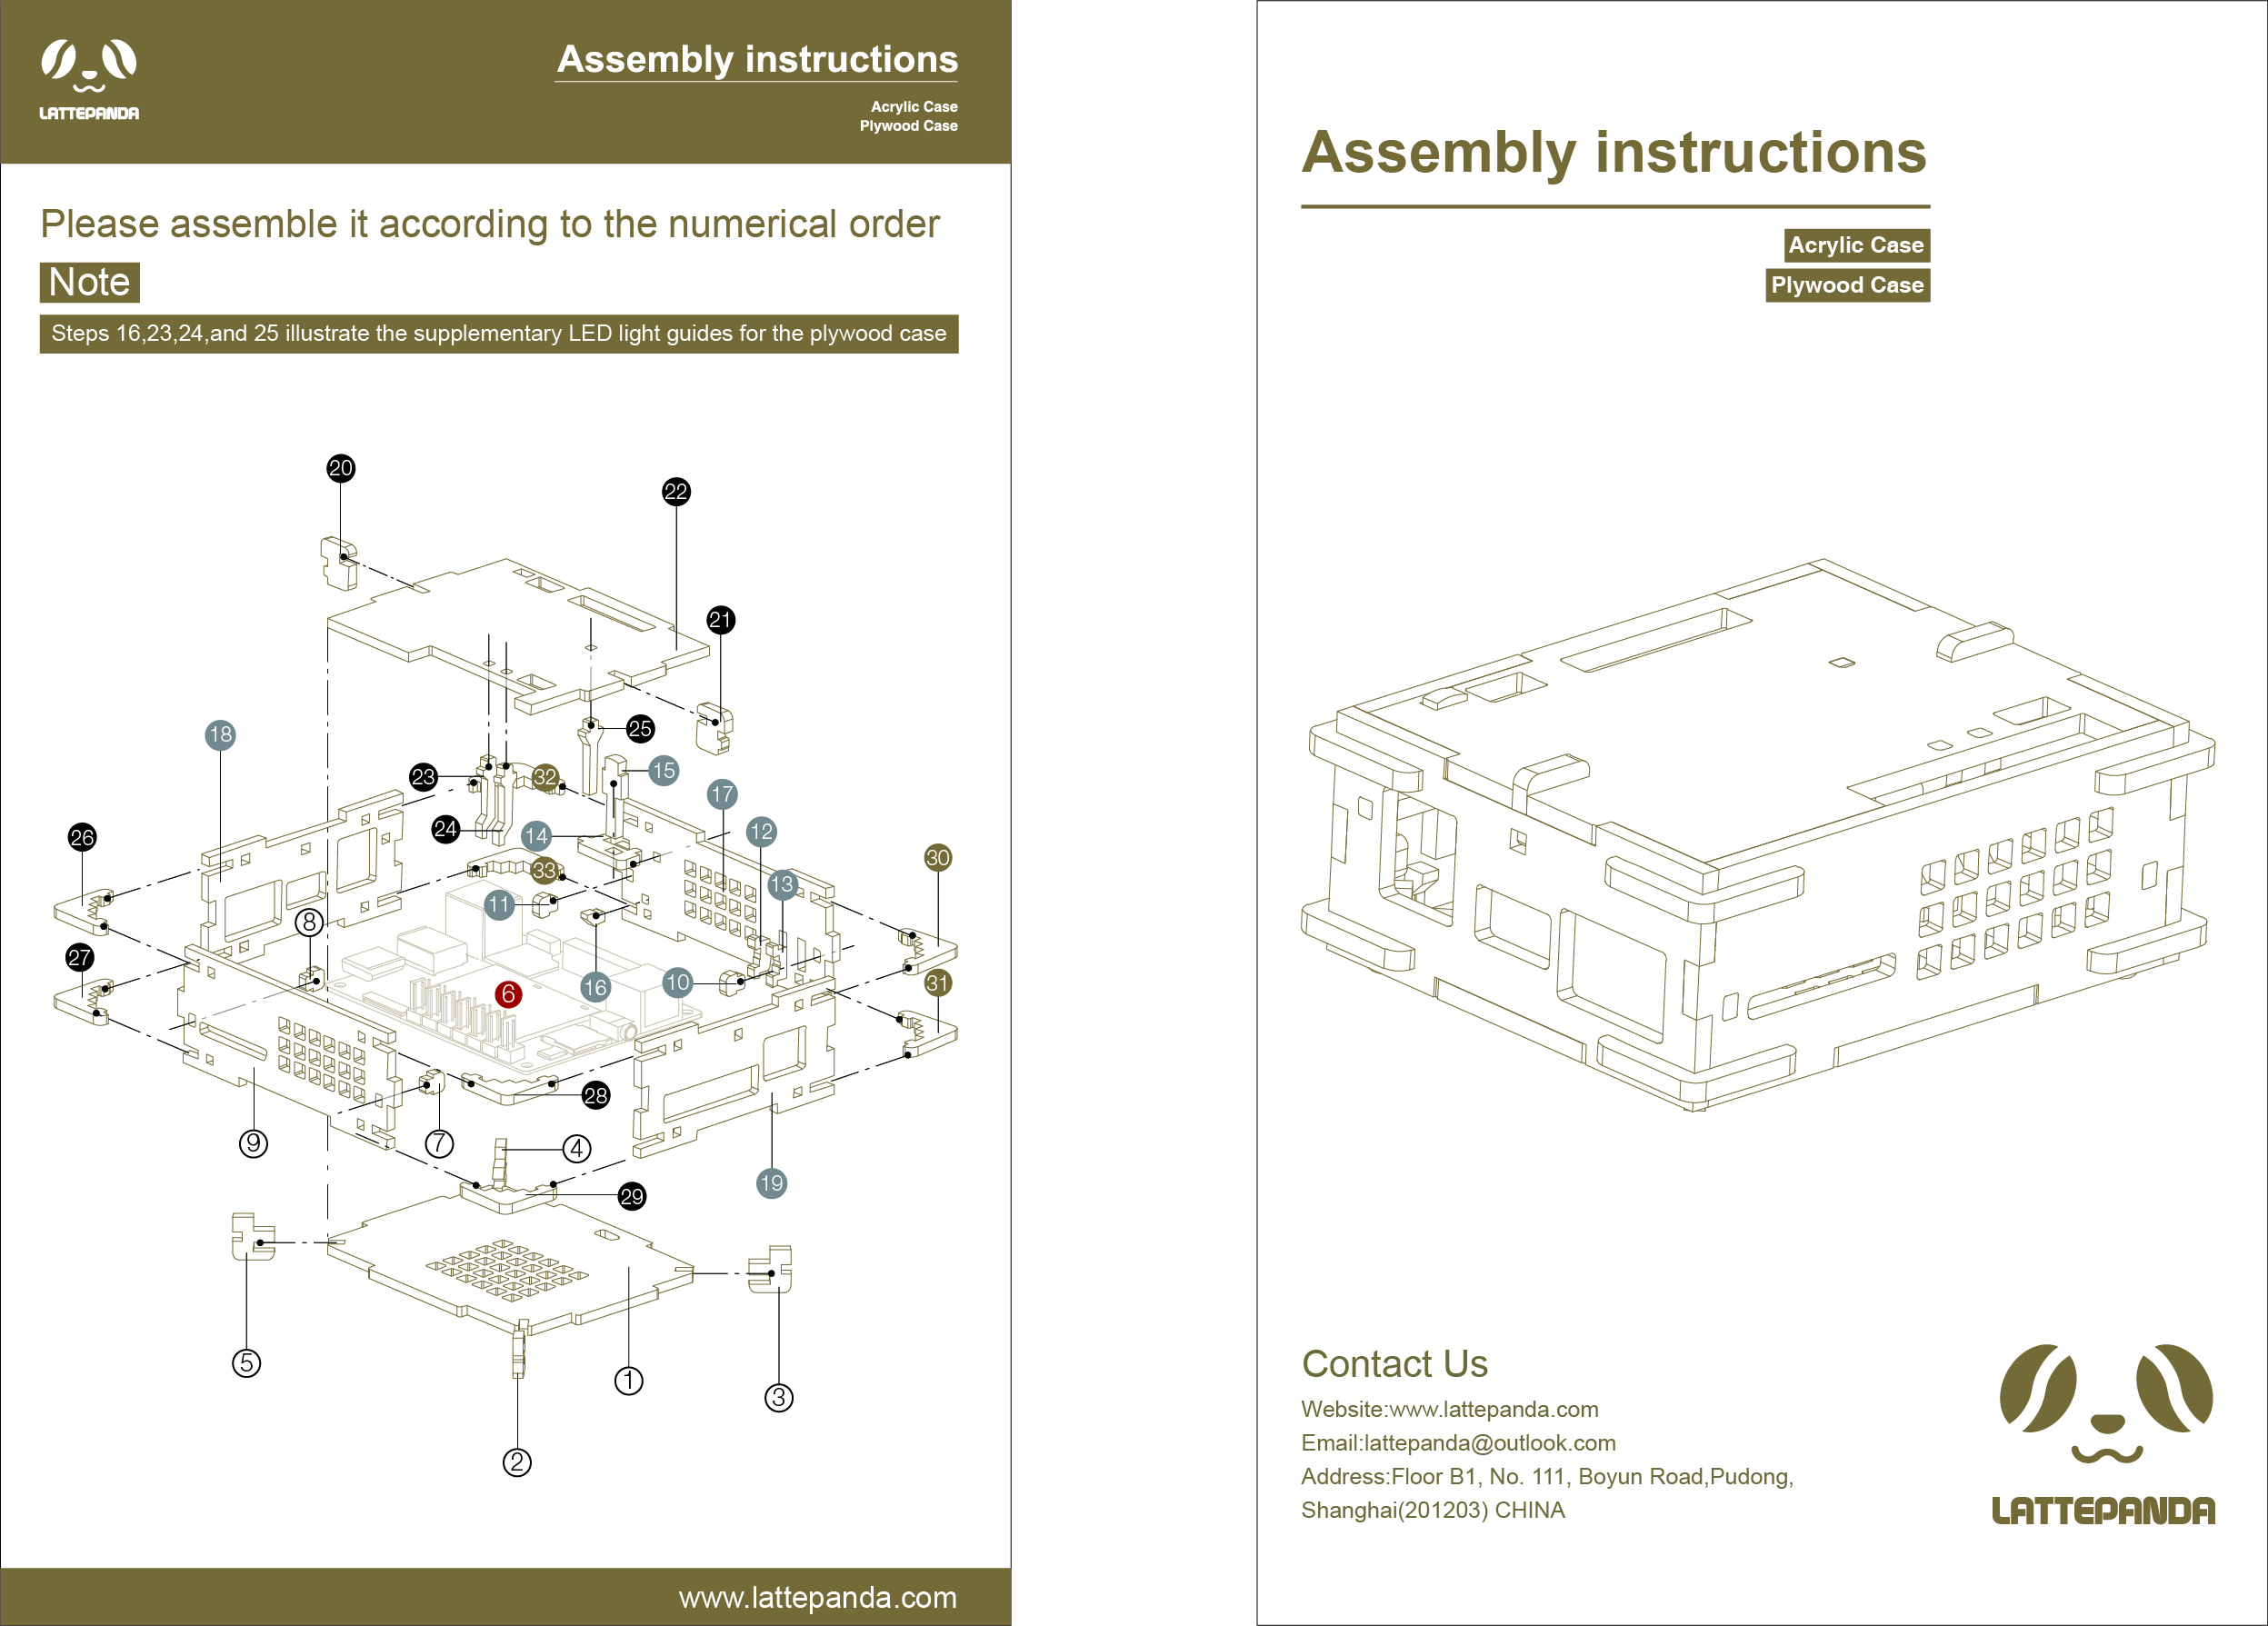 LATTEPANDA
Assembly instructions
Acrylic Case
Plywood Case
Please assemble it according to the numerical order
Note
Steps 16,23,24,and 25 illustrate the supplementary LED light guides for the plywood case
20
22
21
18
25
23
32
15
17
26
24
14
12
30
33
13
11
8
27
6
16
10
31
28
9
7
4
29
19
5
1
3
2
www.lattepanda.com
Assembly instructions
Acrylic Case
Plywood Case
Contact Us
Website:www.lattepanda.com
Email:lattepanda@outlook.com
Address:Floor B1, No. 111, Boyun Road,Pudong,
Shanghai(201203) CHINA
LATTEPANDA